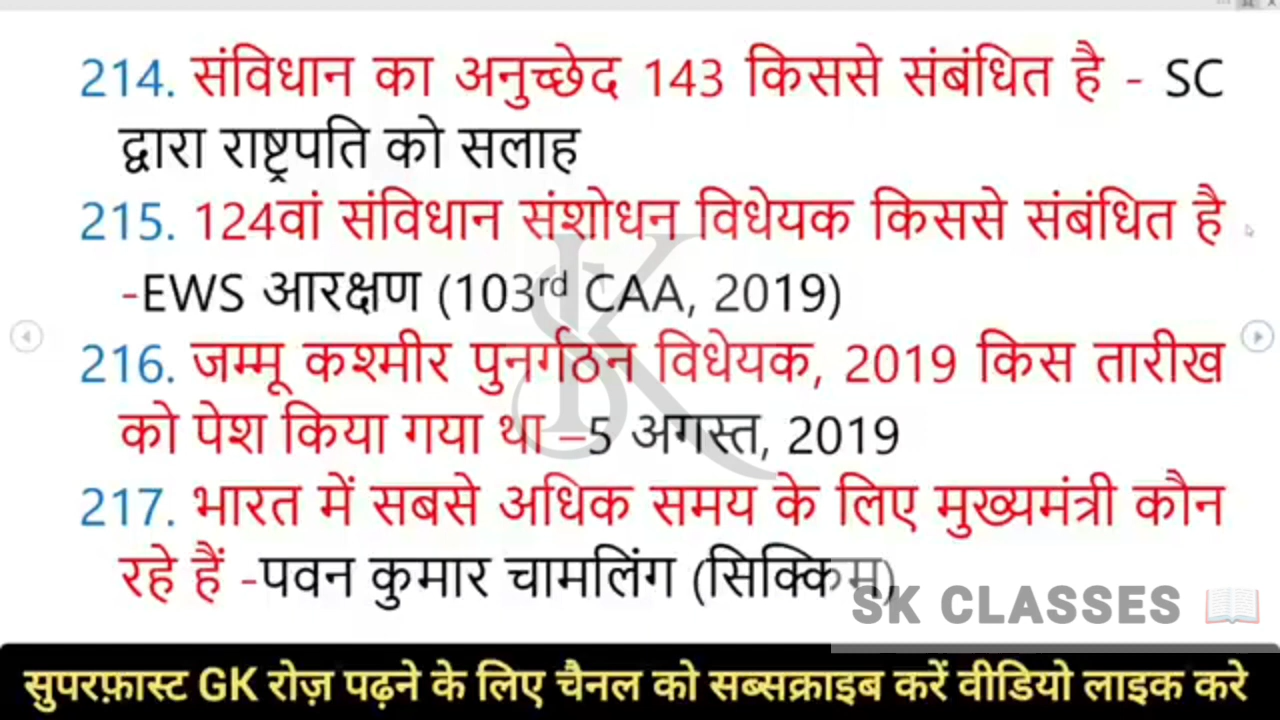 214. संविधान का अनुच्छेद 143 किससे संबंधित है - SC
द्वारा राष्ट्रपति को सलाह
215. 124वां संविधान संशोधन विधेयक किससे संबंधित है
-EWS आरक्षण (103rd CAA, 2019)
216. जम्मू कश्मीर पुनर्गठन विधेयक, 2019 किस तारीख
को पेश किया गया था –5 अगस्त, 2019
217. भारत में सबसे अधिक समय के लिए मुख्यमंत्री कौन
रहे हैं -पवन कुमार चामलिंग (सिक्किम)
SK CLASSES
सुपरफ़ास्ट GK रोज़ पढ़ने के लिए चैनल को सब्सक्राइब करें वीडियो लाइक करे